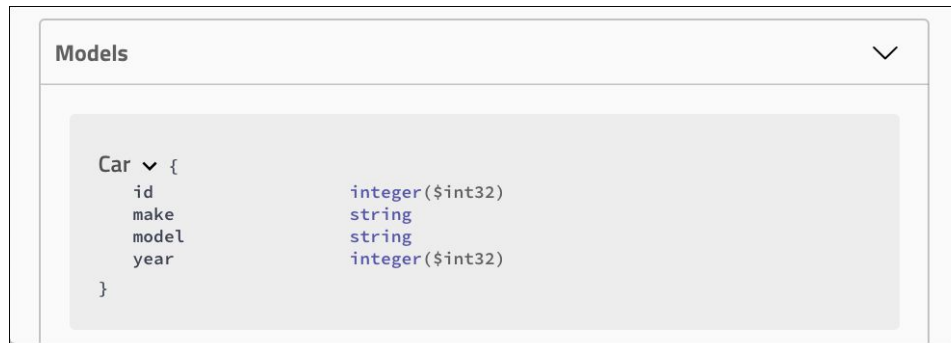 Models
Car {
id integer($int32)
make string
model string
year integer($int32)
}